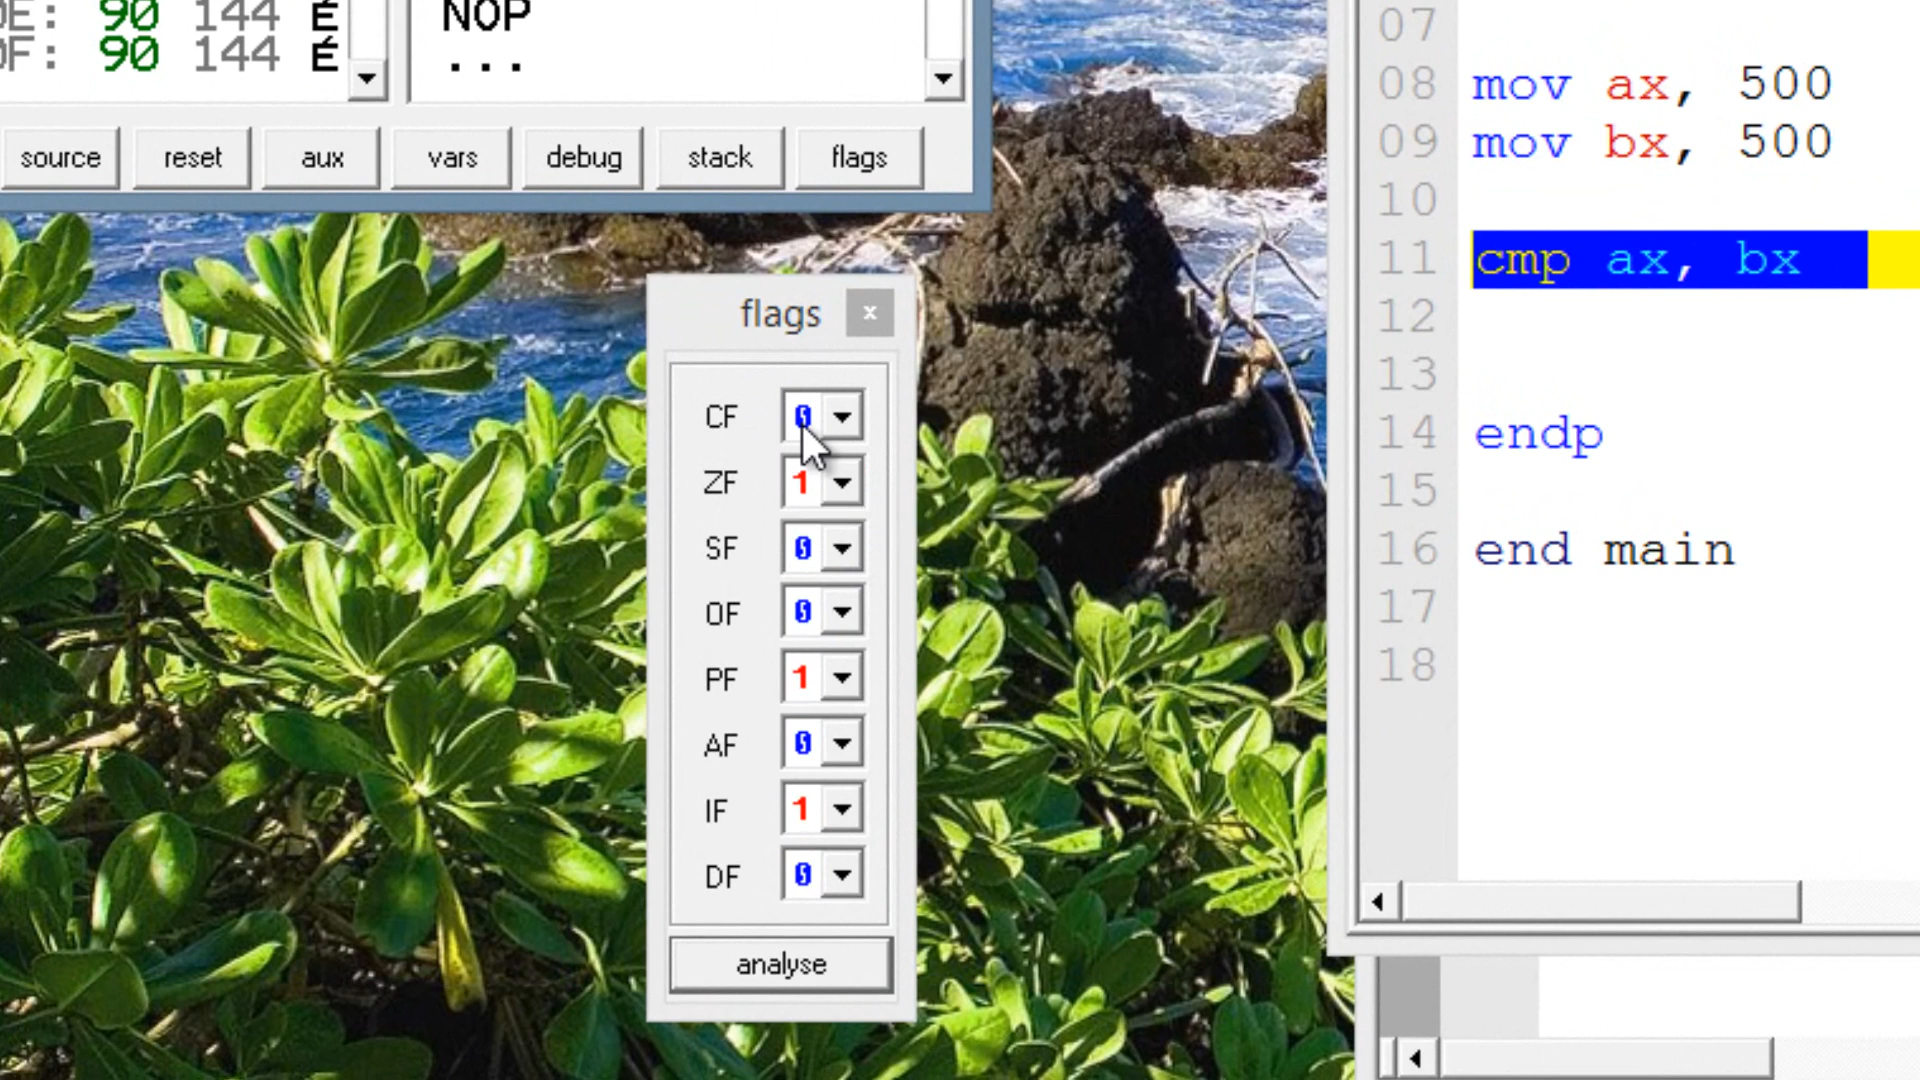 0E: 90 144 É
0F: 90 144 É
NOP
...
source reset aux vars debug stack flags
flags x
CF 0
ZF 1
SF 0
OF 0
PF 1
AF 0
IF 1
DF 0
analyse
07
08 mov ax, 500
09 mov bx, 500
10
11 cmp ax, bx
12
13
14 endp
15
16 end main
17
18